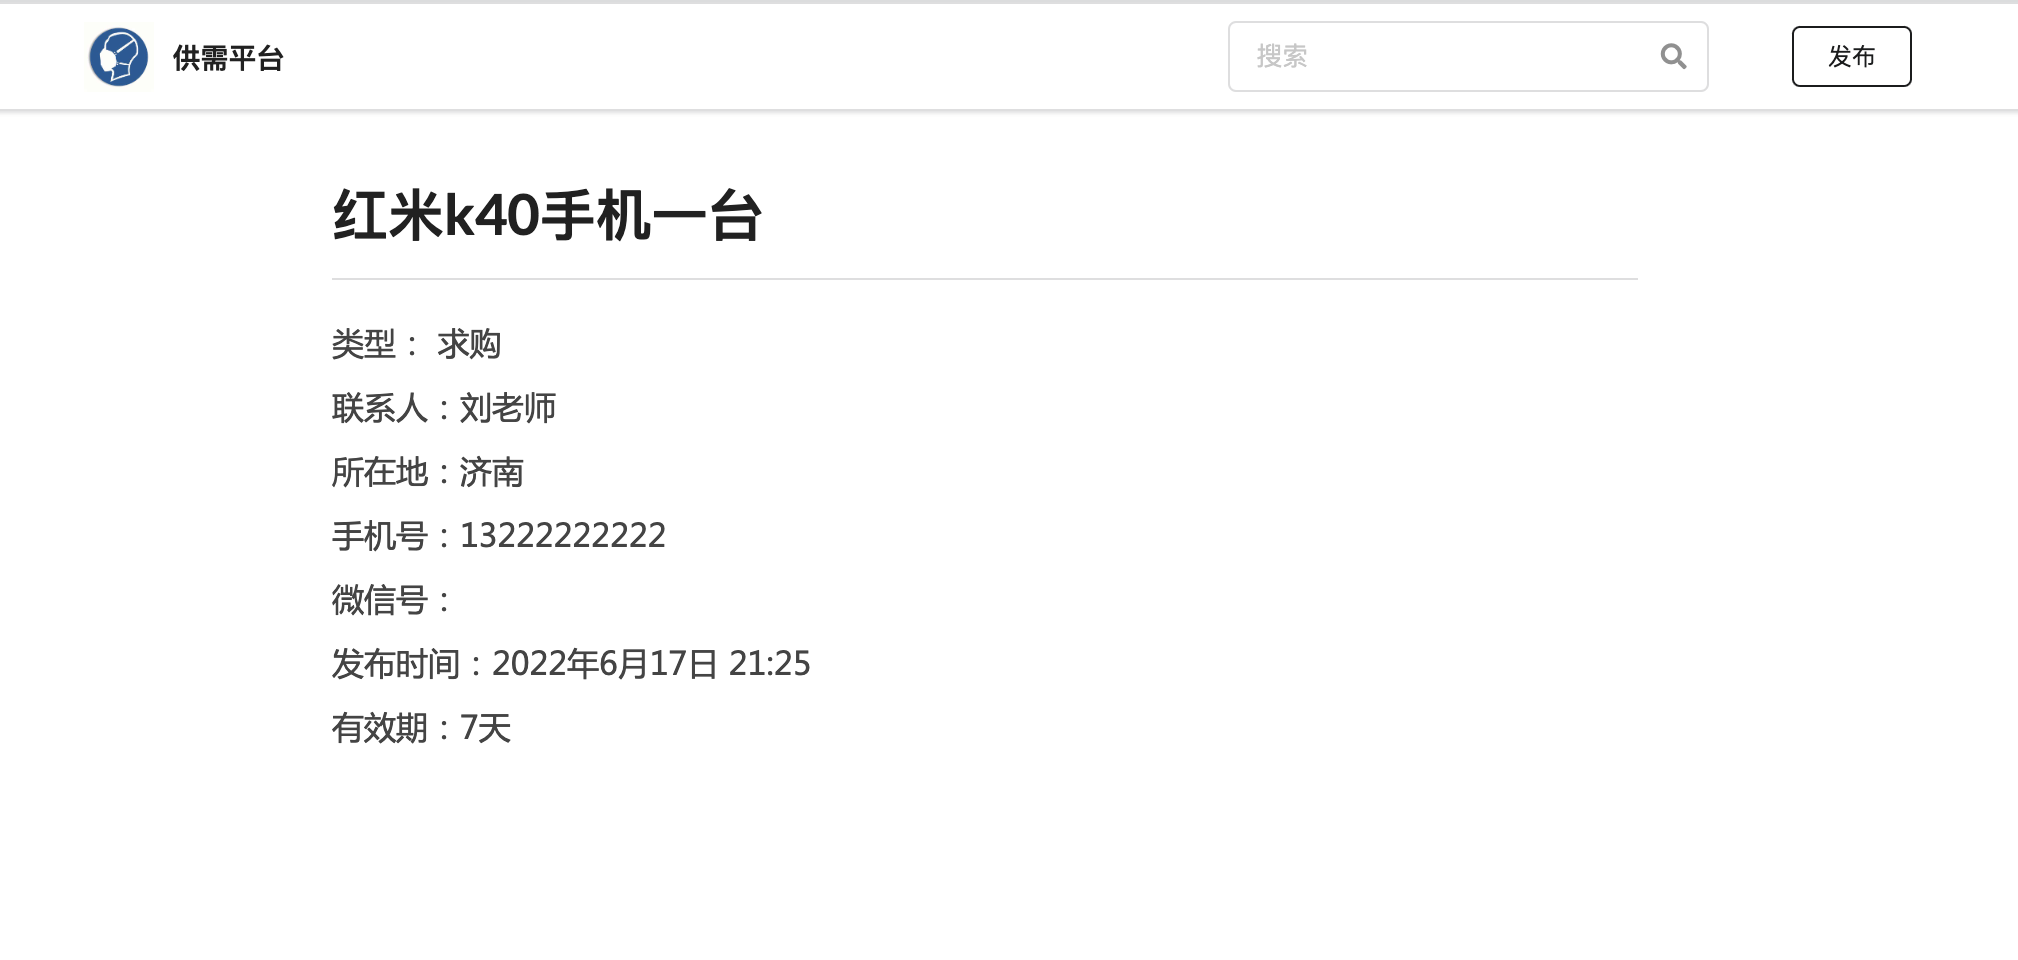 供需平台
搜索
发布
红米k40手机一台
类型： 求购
联系人：刘老师
所在地：济南
手机号：13222222222
微信号：
发布时间：2022年6月17日 21:25
有效期：7天